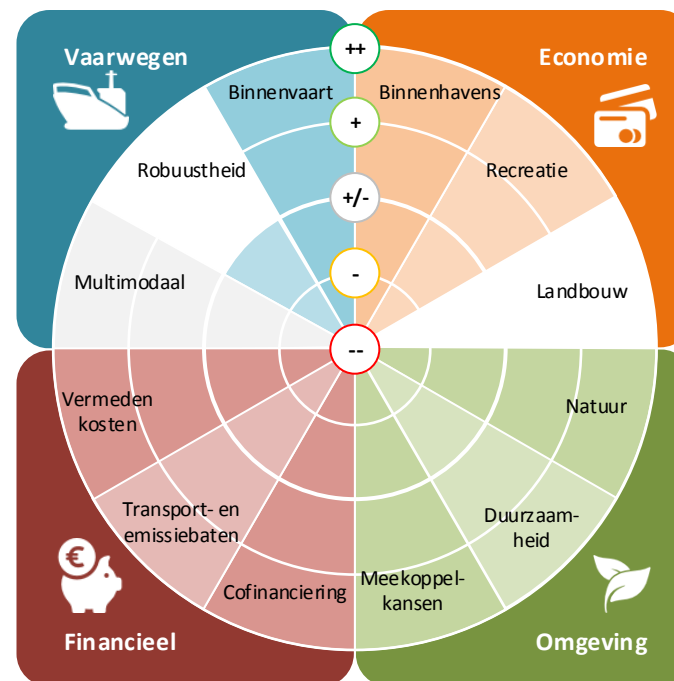 Vaarwegen
Economie
++
Binnenvaart
Binnenhavens
+
Robuustheid
Recreatie
+/-
Multimodaal
-
Landbouw
--
Vermeden
kosten
Natuur
Transport- en
emissiebaten
Duurzaam-
heid
Cofinanciering
Meekoppel-
kansen
€
Financieel
Omgeving